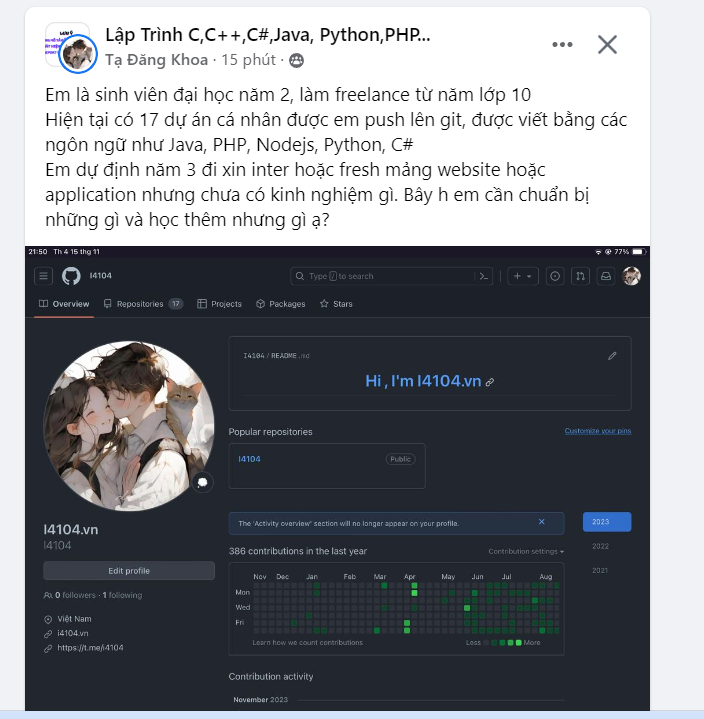 Lập Trình C,C++,C#,Java, Python,PHP...
Tạ Đăng Khoa · 15 phút ·
Em là sinh viên đại học năm 2, làm freelance từ năm lớp 10
Hiện tại có 17 dự án cá nhân được em push lên git, được viết bằng các
ngôn ngữ như Java, PHP, Nodejs, Python, C#
Em dự định năm 3 đi xin inter hoặc fresh mảng website hoặc
application nhưng chưa có kinh nghiệm gì. Bây h em cần chuẩn bị
những gì và học thêm nhưng gì ạ?
21:50 Th 4 15 thg 11 77%
I4104 Type / to search
Overview Repositories 17 Projects Packages Stars
I4104 / README.md
Hi , I'm I4104.vn
Popular repositories Customize your pins
I4104 Public
The 'Activity overview' section will no longer appear on your profile.
2023
2022
2021
386 contributions in the last year Contribution settings
Nov Dec Jan Feb Mar Apr May Jun Jul Aug
Mon
Wed
Fri
Learn how we count contributions Less More
I4104.vn
I4104
Edit profile
0 followers · 1 following
Việt Nam
i4104.vn
https://t.me/i4104
Contribution activity
November 2023